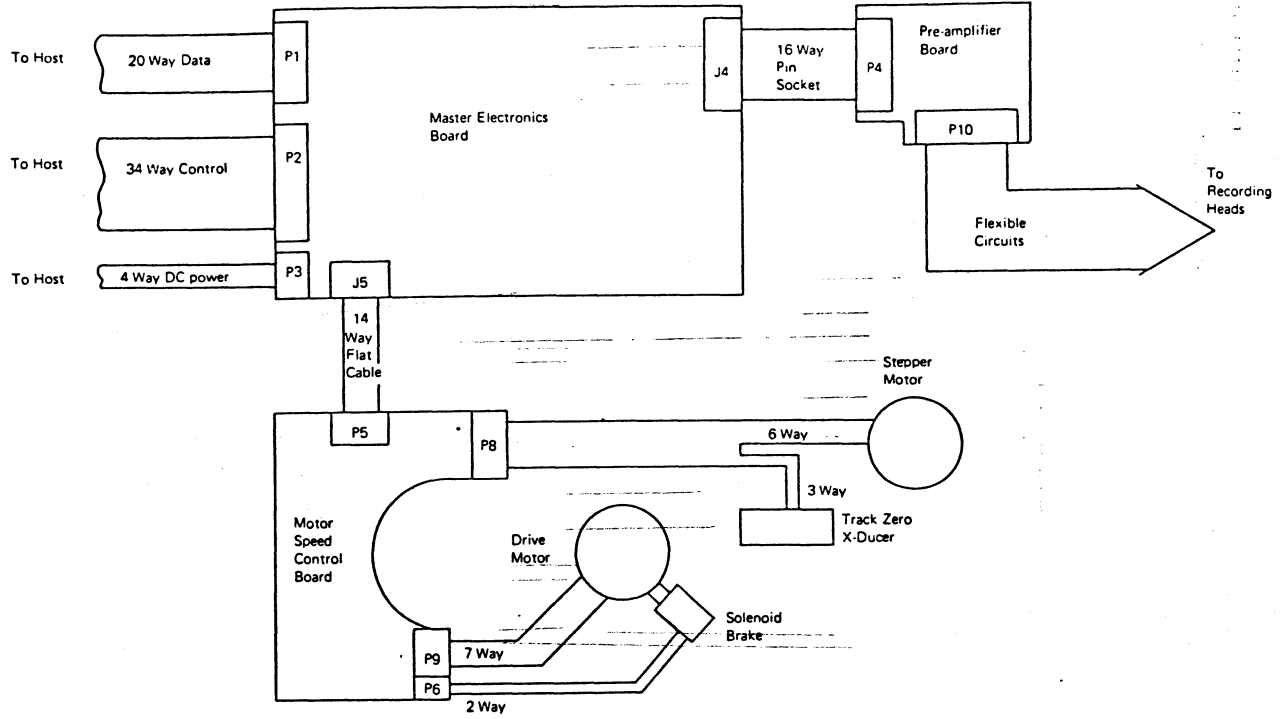 To Host
20 Way Data
P1
To Host
34 Way Control
P2
To Host
4 Way DC power
P3
Master Electronics
Board
J4
16 Way
Pin
Socket
P4
Pre-amplifier
Board
P10
Flexible
Circuits
To
Recording
Heads
J5
14
Way
Flat
Cable
P5
P8
6 Way
Stepper
Motor
3 Way
Track Zero
X-Ducer
Motor
Speed
Control
Board
Drive
Motor
Solenoid
Brake
P9
7 Way
P6
2 Way